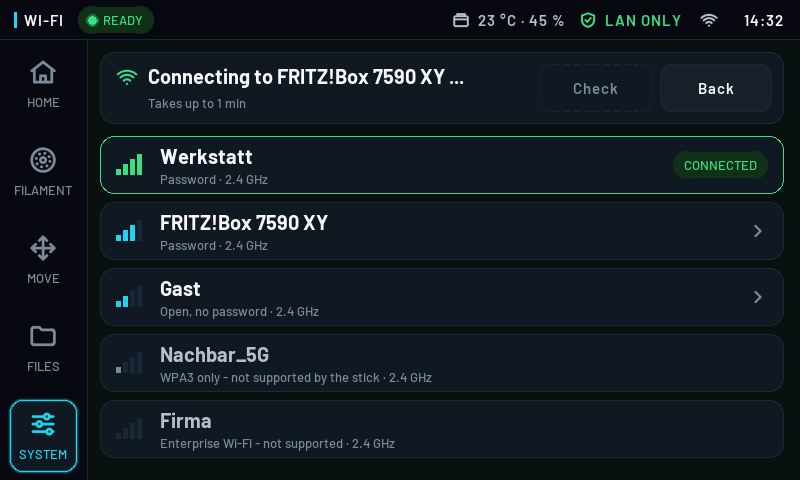 WI-FI
READY
23 °C · 45 %
LAN ONLY
14:32
HOME
FILAMENT
MOVE
FILES
SYSTEM
Connecting to FRITZ!Box 7590 XY ...
Takes up to 1 min
Check
Back
Werkstatt
Password · 2.4 GHz
CONNECTED
FRITZ!Box 7590 XY
Password · 2.4 GHz
Gast
Open, no password · 2.4 GHz
Nachbar_5G
WPA3 only - not supported by the stick · 2.4 GHz
Firma
Enterprise WI-FI - not supported · 2.4 GHz